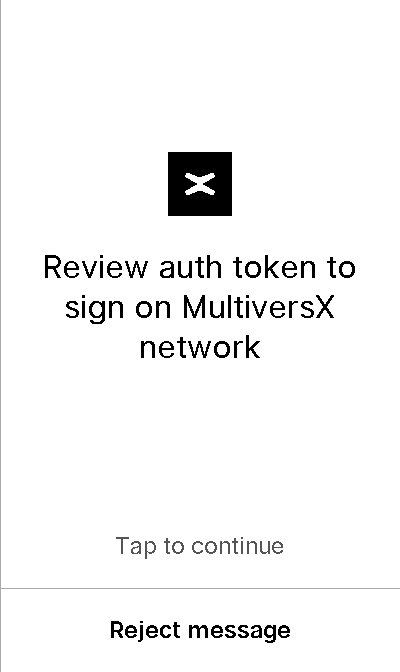 Review auth token to
sign on MultiversX
network
Tap to continue
Reject message